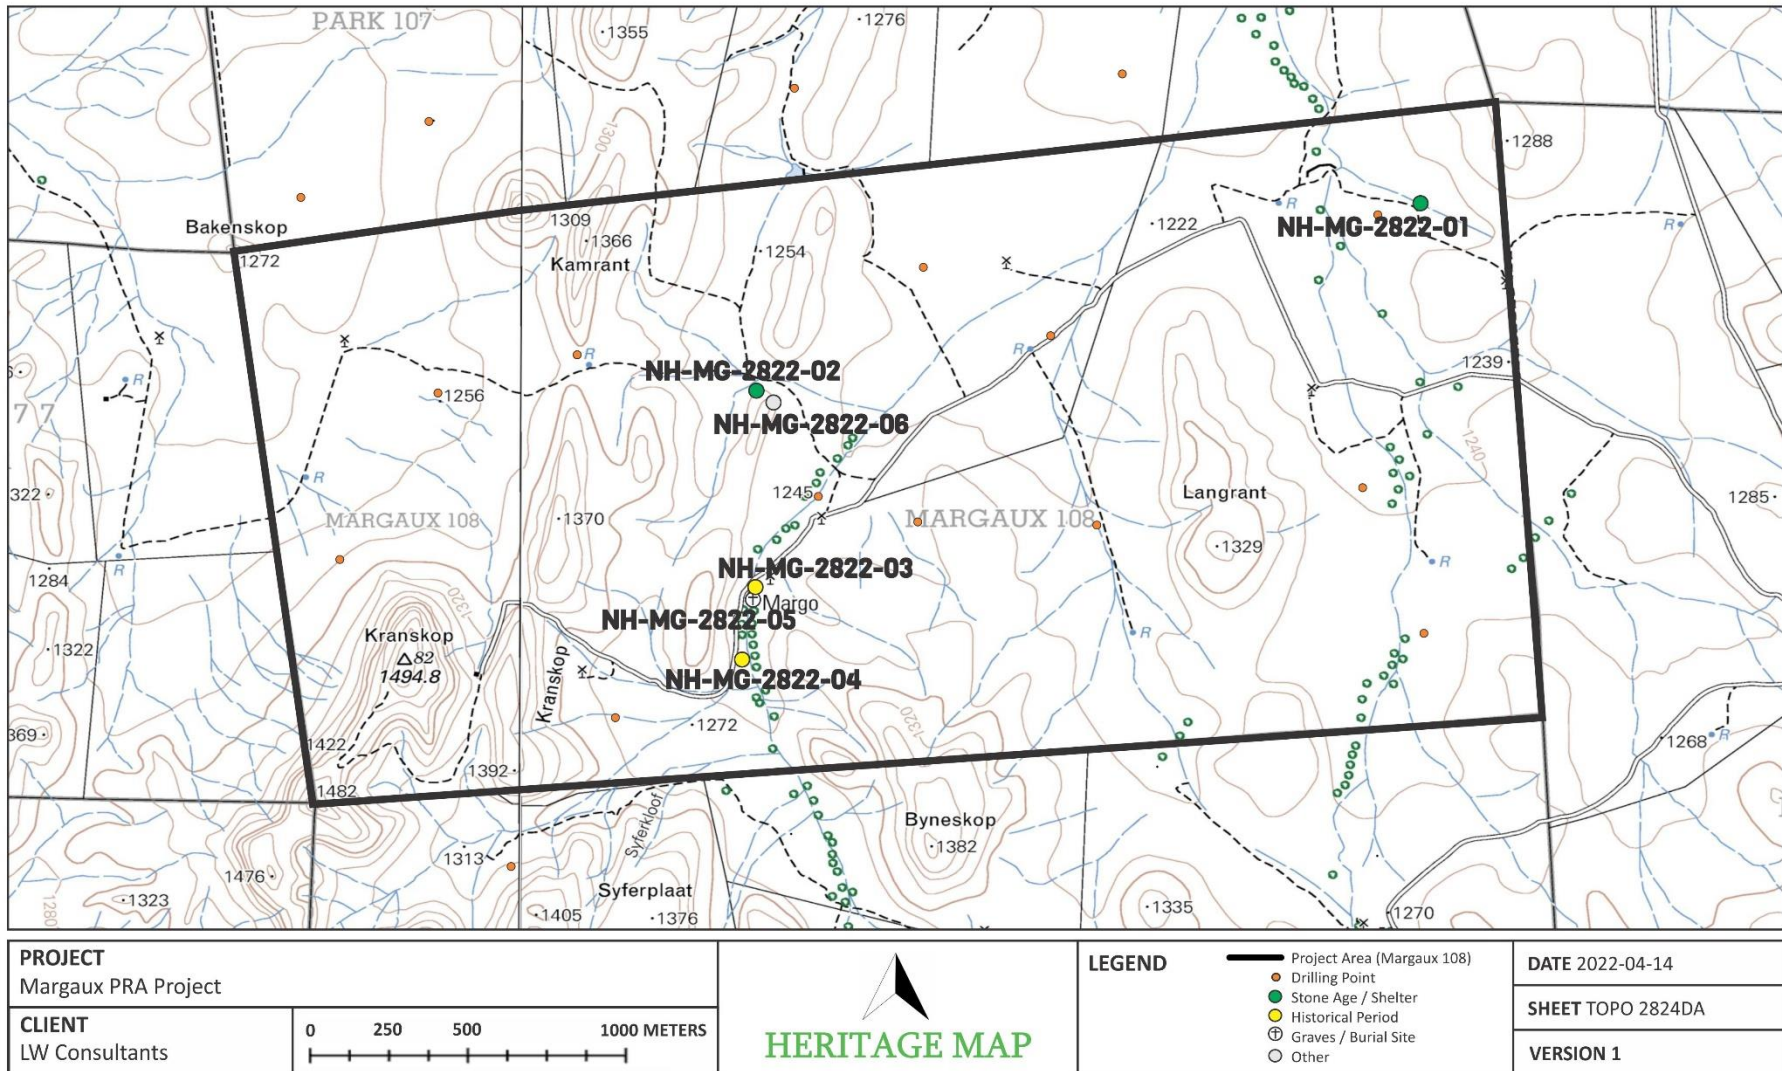 PARK 107
1355
1276
1300
1288
Bakenskop
1309
1272
1366
Kamrant
1254
1222
R
NH-MG-2822-01
R
R
R
R
NH-MG-2822-02
R
1239
77
1256
NH-MG-2822-06
1240
322
R
1245
Langrant
1285
MARGAUX 108
1370
MARGAUX 108
1329
R
1284
NH-MG-2822-03
R
1320
Margo
NH-MG-2822-05
Kranskop
R
1322
82
1494.8
Kranskop
NH-MG-2822-04
1272
1320
369
1422
1268
R
1392
1482
Syferkloof
Byneskop
1313
1382
1476
Syferplaat
1323
1280
1405
1376
1335
1270
PROJECT
Margaux PRA Project
CLIENT
LW Consultants
0 250 500 1000 METERS
HERITAGE MAP
LEGEND
Project Area (Margaux 108)
Drilling Point
Stone Age / Shelter
Historical Period
Graves / Burial Site
Other
DATE 2022-04-14
SHEET TOPO 2824DA
VERSION 1